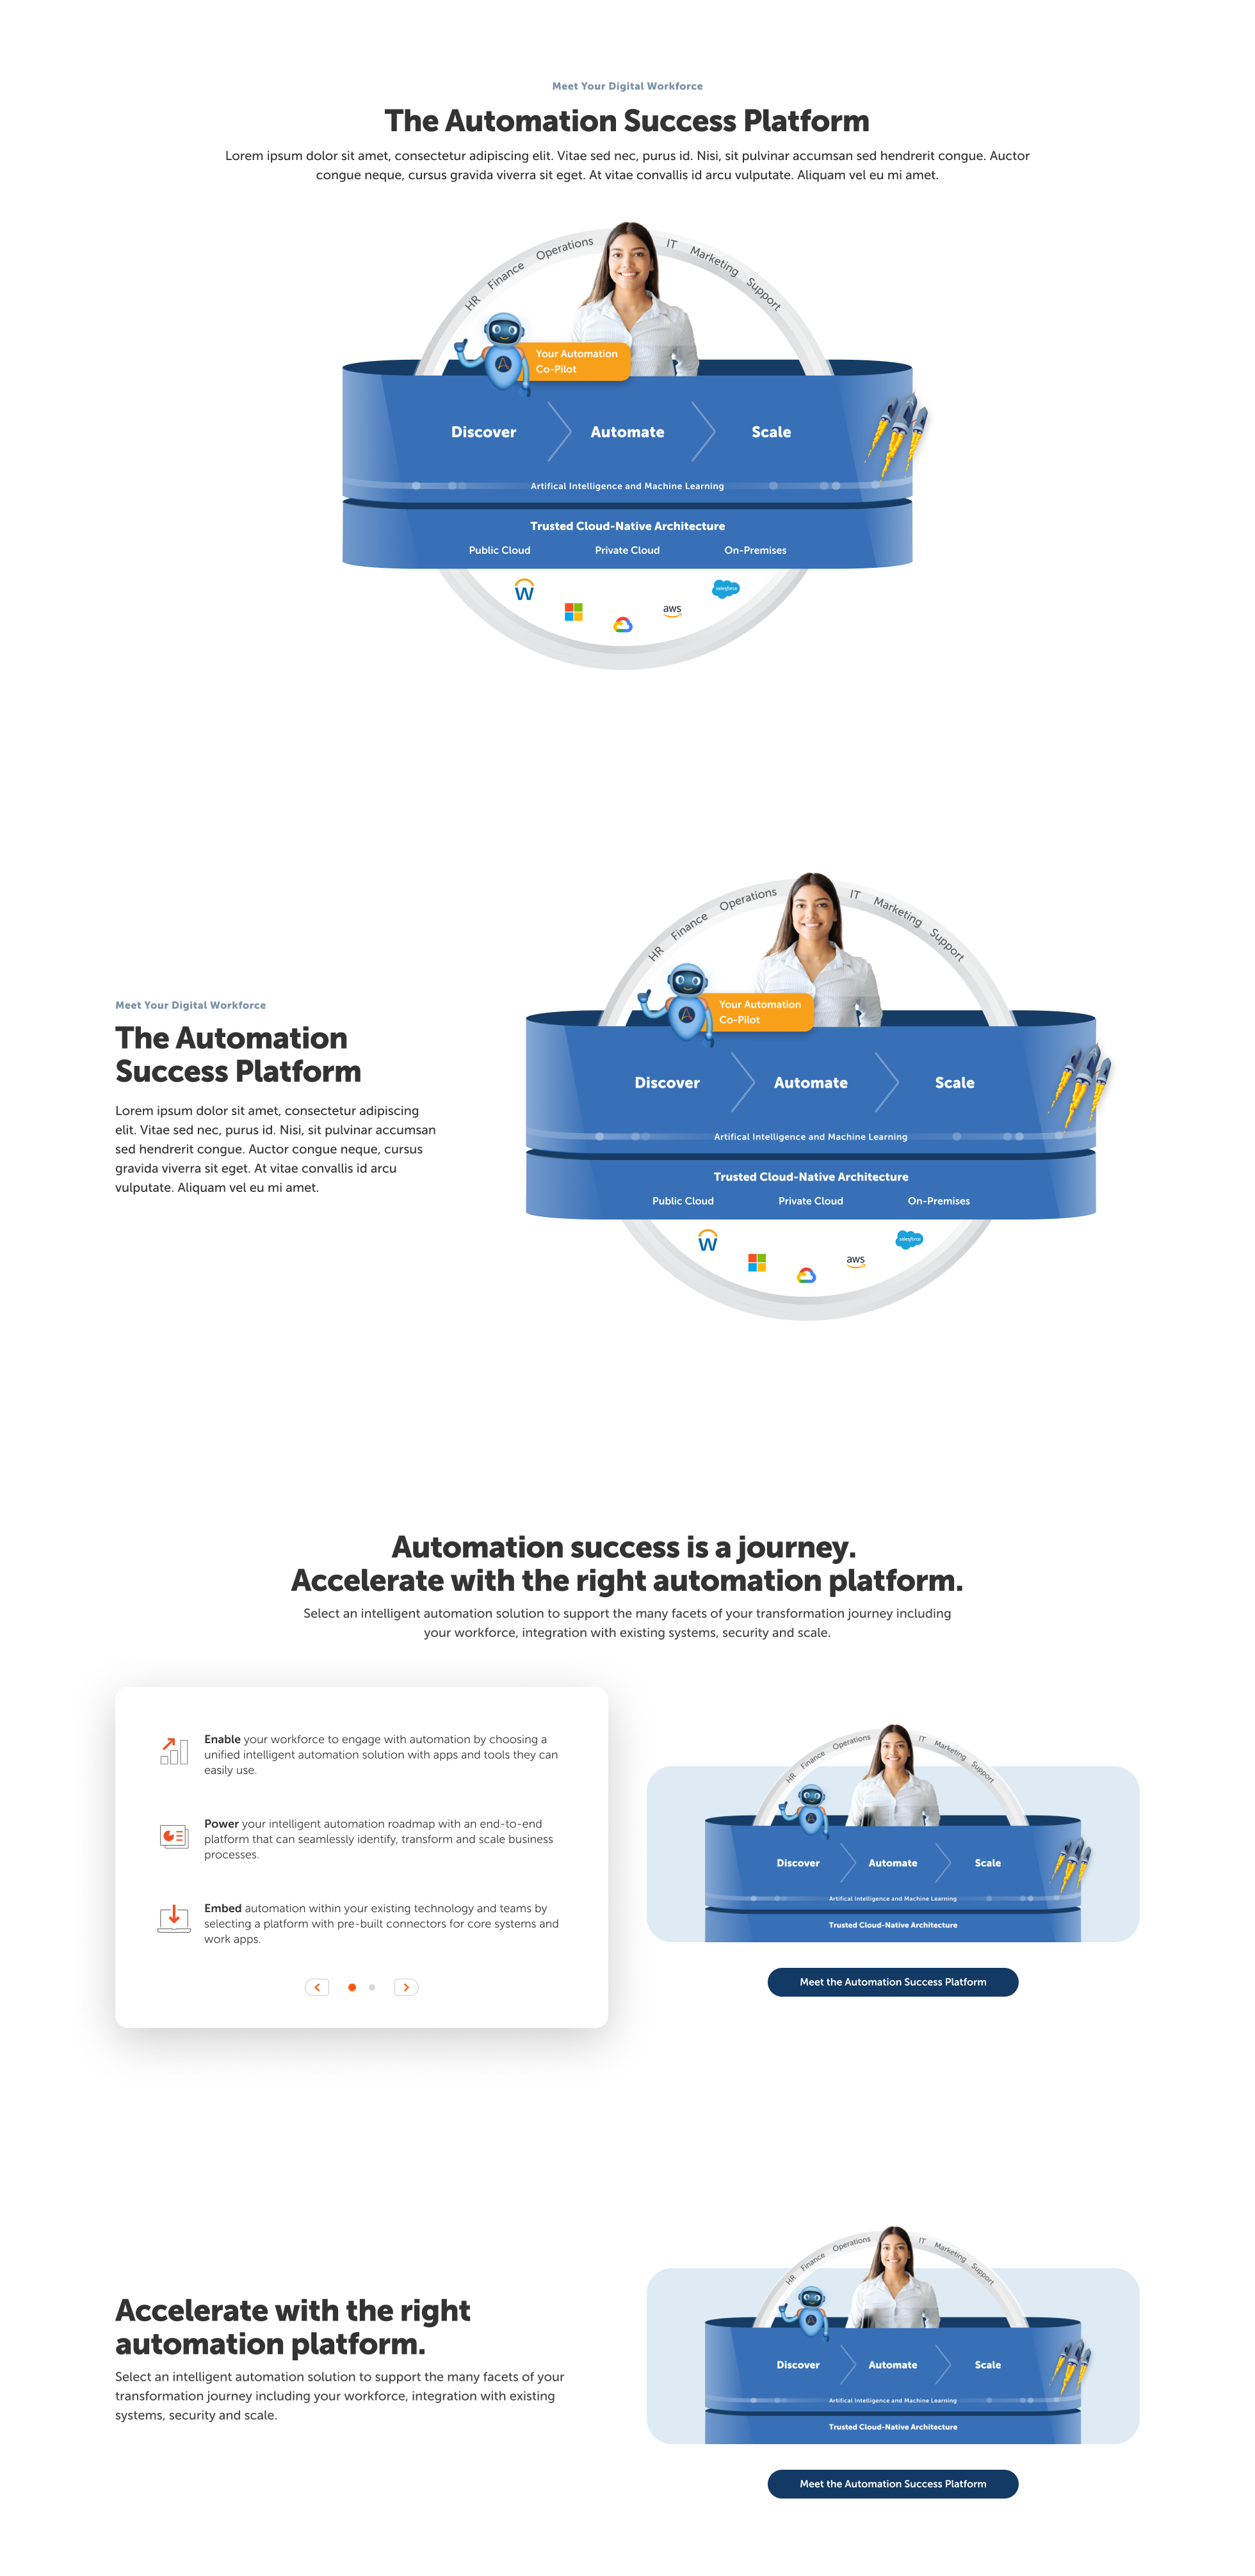 Meet Your Digital Workforce
The Automation Success Platform
Lorem ipsum dolor sit amet, consectetur adipiscing elit. Vitae sed nec, purus id. Nisi, sit pulvinar accumsan sed hendrerit congue. Auctor
congue neque, cursus gravida viverra sit eget. At vitae convallis id arcu vulputate. Aliquam vel eu mi amet.
HR Finance Operations IT Marketing Support
Your Automation
Co-Pilot
Discover Automate Scale
Artifical Intelligence and Machine Learning
Trusted Cloud-Native Architecture
Public Cloud Private Cloud On-Premises
W
salesforce
aws
HR Finance Operations IT Marketing Support
Meet Your Digital Workforce
The Automation
Success Platform
Lorem ipsum dolor sit amet, consectetur adipiscing
elit. Vitae sed nec, purus id. Nisi, sit pulvinar accumsan
sed hendrerit congue. Auctor congue neque, cursus
gravida viverra sit eget. At vitae convallis id arcu
vulputate. Aliquam vel eu mi amet.
Your Automation
Co-Pilot
Discover Automate Scale
Artifical Intelligence and Machine Learning
Trusted Cloud-Native Architecture
Public Cloud Private Cloud On-Premises
W
salesforce
aws
Automation success is a journey.
Accelerate with the right automation platform.
Select an intelligent automation solution to support the many facets of your transformation journey including
your workforce, integration with existing systems, security and scale.
Enable your workforce to engage with automation by choosing a
unified intelligent automation solution with apps and tools they can
easily use.
Power your intelligent automation roadmap with an end-to-end
platform that can seamlessly identify, transform and scale business
processes.
Embed automation within your existing technology and teams by
selecting a platform with pre-built connectors for core systems and
work apps.
HR Finance Operations IT Marketing Support
Discover Automate Scale
Artifical Intelligence and Machine Learning
Trusted Cloud-Native Architecture
Meet the Automation Success Platform
Accelerate with the right
automation platform.
Select an intelligent automation solution to support the many facets of your
transformation journey including your workforce, integration with existing
systems, security and scale.
HR Finance Operations IT Marketing Support
Discover Automate Scale
Artifical Intelligence and Machine Learning
Trusted Cloud-Native Architecture
Meet the Automation Success Platform